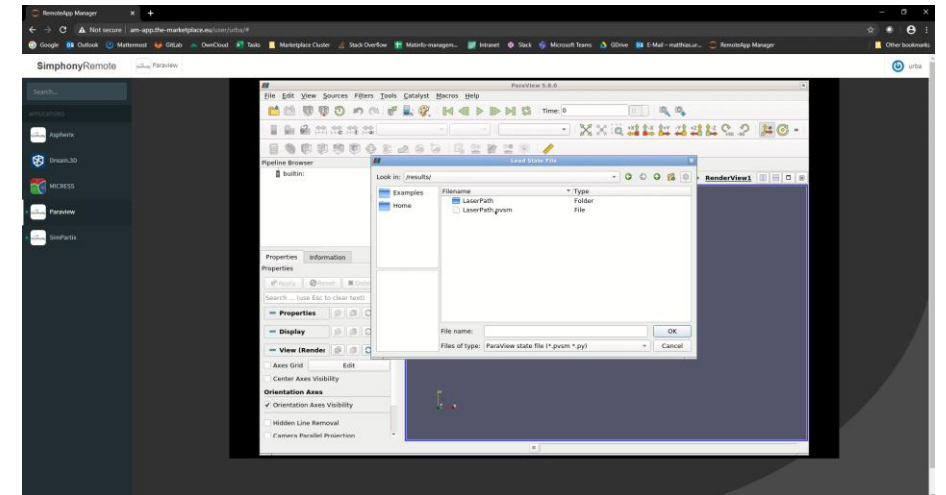 RemoteApp Manager
Not secure | am-app.the-marketplace.eu/user/urba/#
Google Outlook Mattermost GitLab OwnCloud Tasks Marketplace Cluster Stack Overflow Intranet Slack Microsoft Teams GDrive RemoteApp Manager Other bookmarks
SimphonyRemote Paraview urba
Search...
APPLICATIONS
Aspherix
Dream.3D
MICRESS
Paraview
SimPartix
ParaView 5.8.0
File Edit View Sources Filters Tools Catalyst Macros Help
Time: 0
Pipeline Browser
builtin:
Load State File
Look in: /results/
Examples
Home
Filename Type
LaserPath Folder
LaserPath.pvsm File
RenderView1
Properties Information
Properties
Apply Reset
Search ... (use Esc to clear text)
Properties
Display
View (Render
File name: OK
Files of type: ParaView state file (*.pvsm *.py) Cancel
Axes Grid Edit
Center Axes Visibility
Orientation Axes
Orientation Axes Visibility
Hidden Line Removal
Camera Parallel Projection